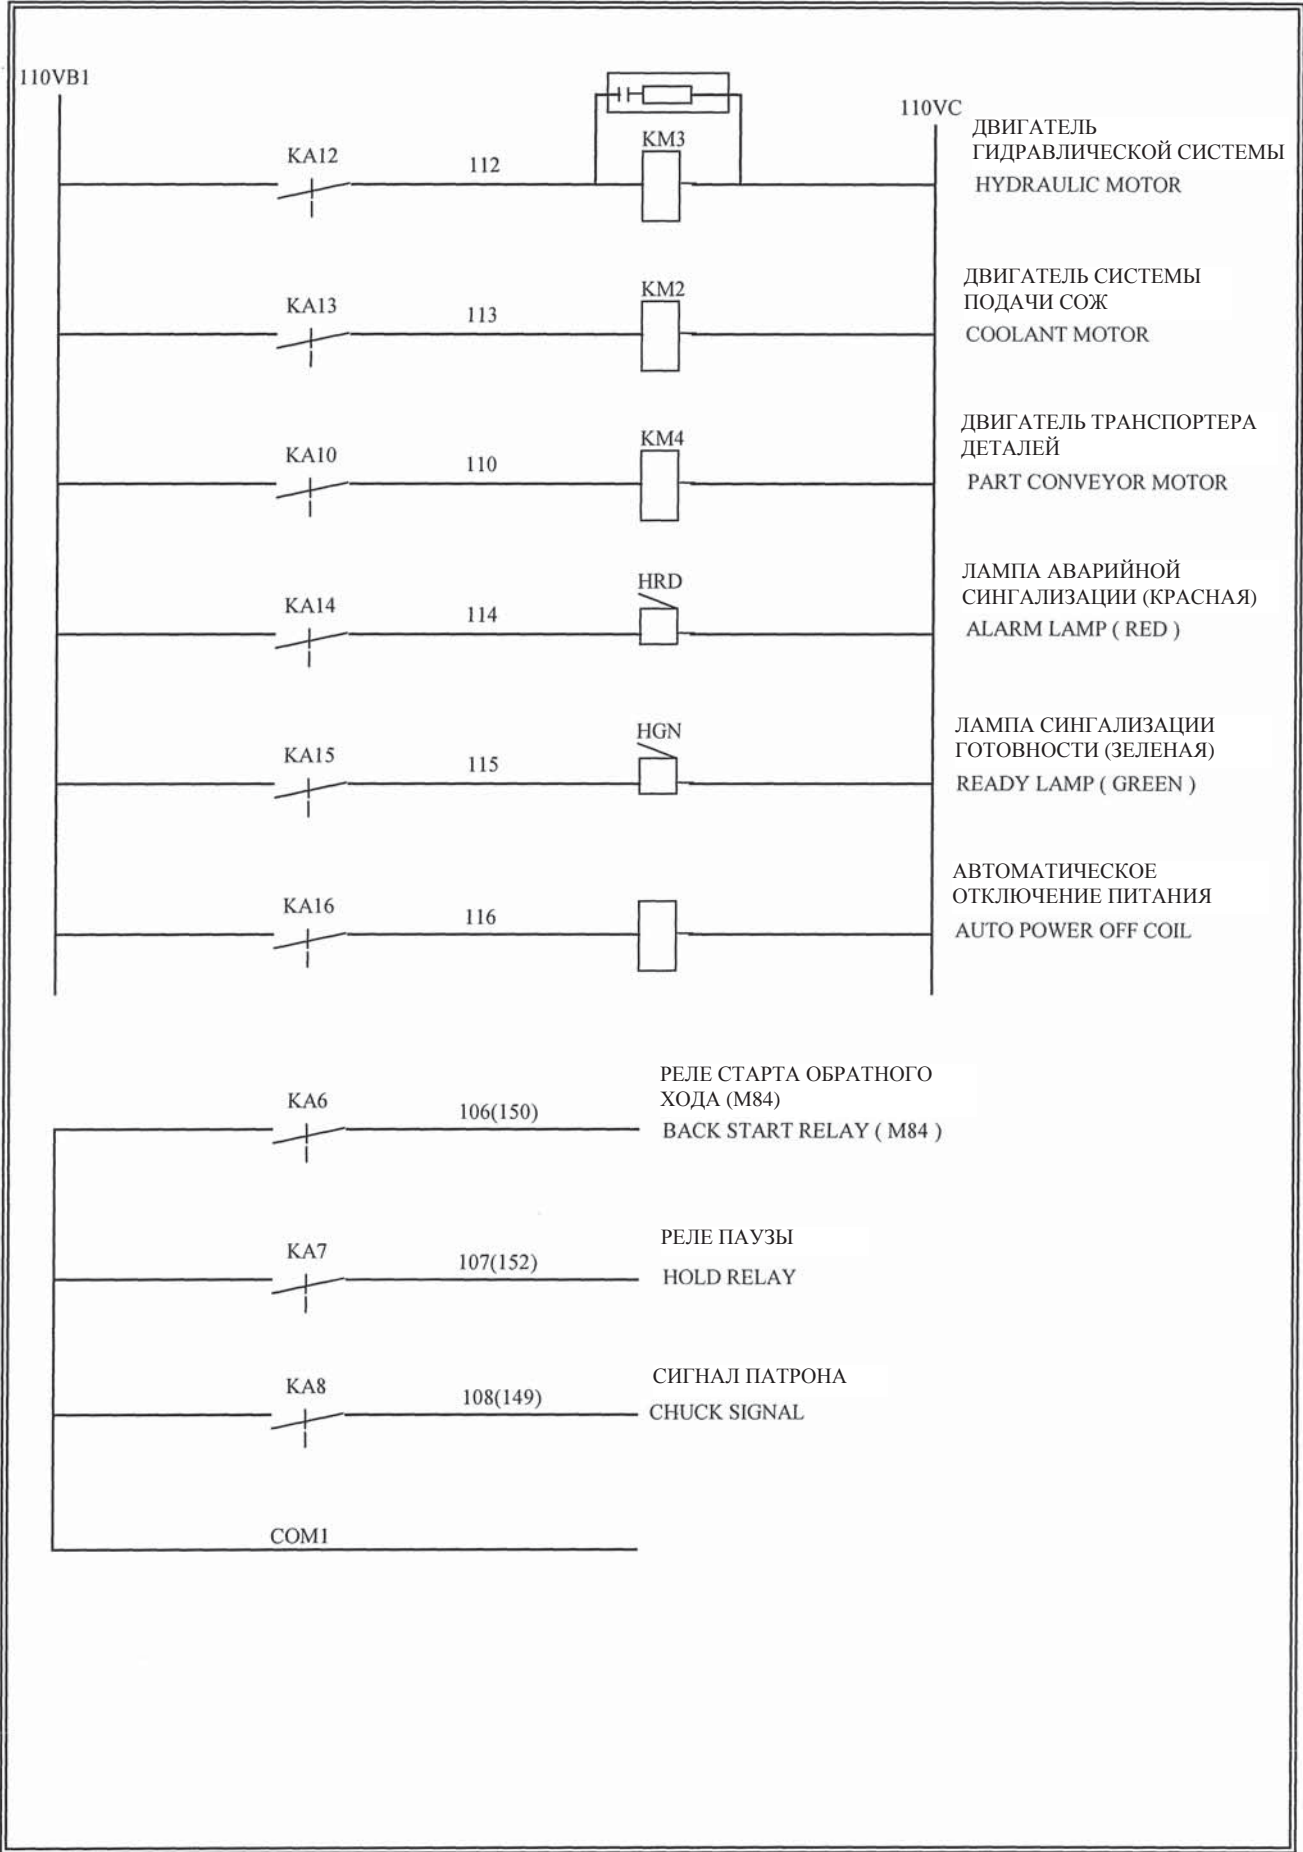 110VB1
110VC
KA12
112
KM3
ДВИГАТЕЛЬ
ГИДРАВЛИЧЕСКОЙ СИСТЕМЫ
HYDRAULIC MOTOR
KA13
113
KM2
ДВИГАТЕЛЬ СИСТЕМЫ
ПОДАЧИ СОЖ
COOLANT MOTOR
KA10
110
KM4
ДВИГАТЕЛЬ ТРАНСПОРТЕРА
ДЕТАЛЕЙ
PART CONVEYOR MOTOR
KA14
114
HRD
ЛАМПА АВАРИЙНОЙ
СИНГАЛИЗАЦИИ (КРАСНАЯ)
ALARM LAMP ( RED )
KA15
115
HGN
ЛАМПА СИНГАЛИЗАЦИИ
ГОТОВНОСТИ (ЗЕЛЕНАЯ)
READY LAMP ( GREEN )
KA16
116
АВТОМАТИЧЕСКОЕ
ОТКЛЮЧЕНИЕ ПИТАНИЯ
AUTO POWER OFF COIL
KA6
106(150)
РЕЛЕ СТАРТА ОБРАТНОГО
ХОДА (М84)
BACK START RELAY ( M84 )
KA7
107(152)
РЕЛЕ ПАУЗЫ
HOLD RELAY
KA8
108(149)
СИГНАЛ ПАТРОНА
CHUCK SIGNAL
COM1